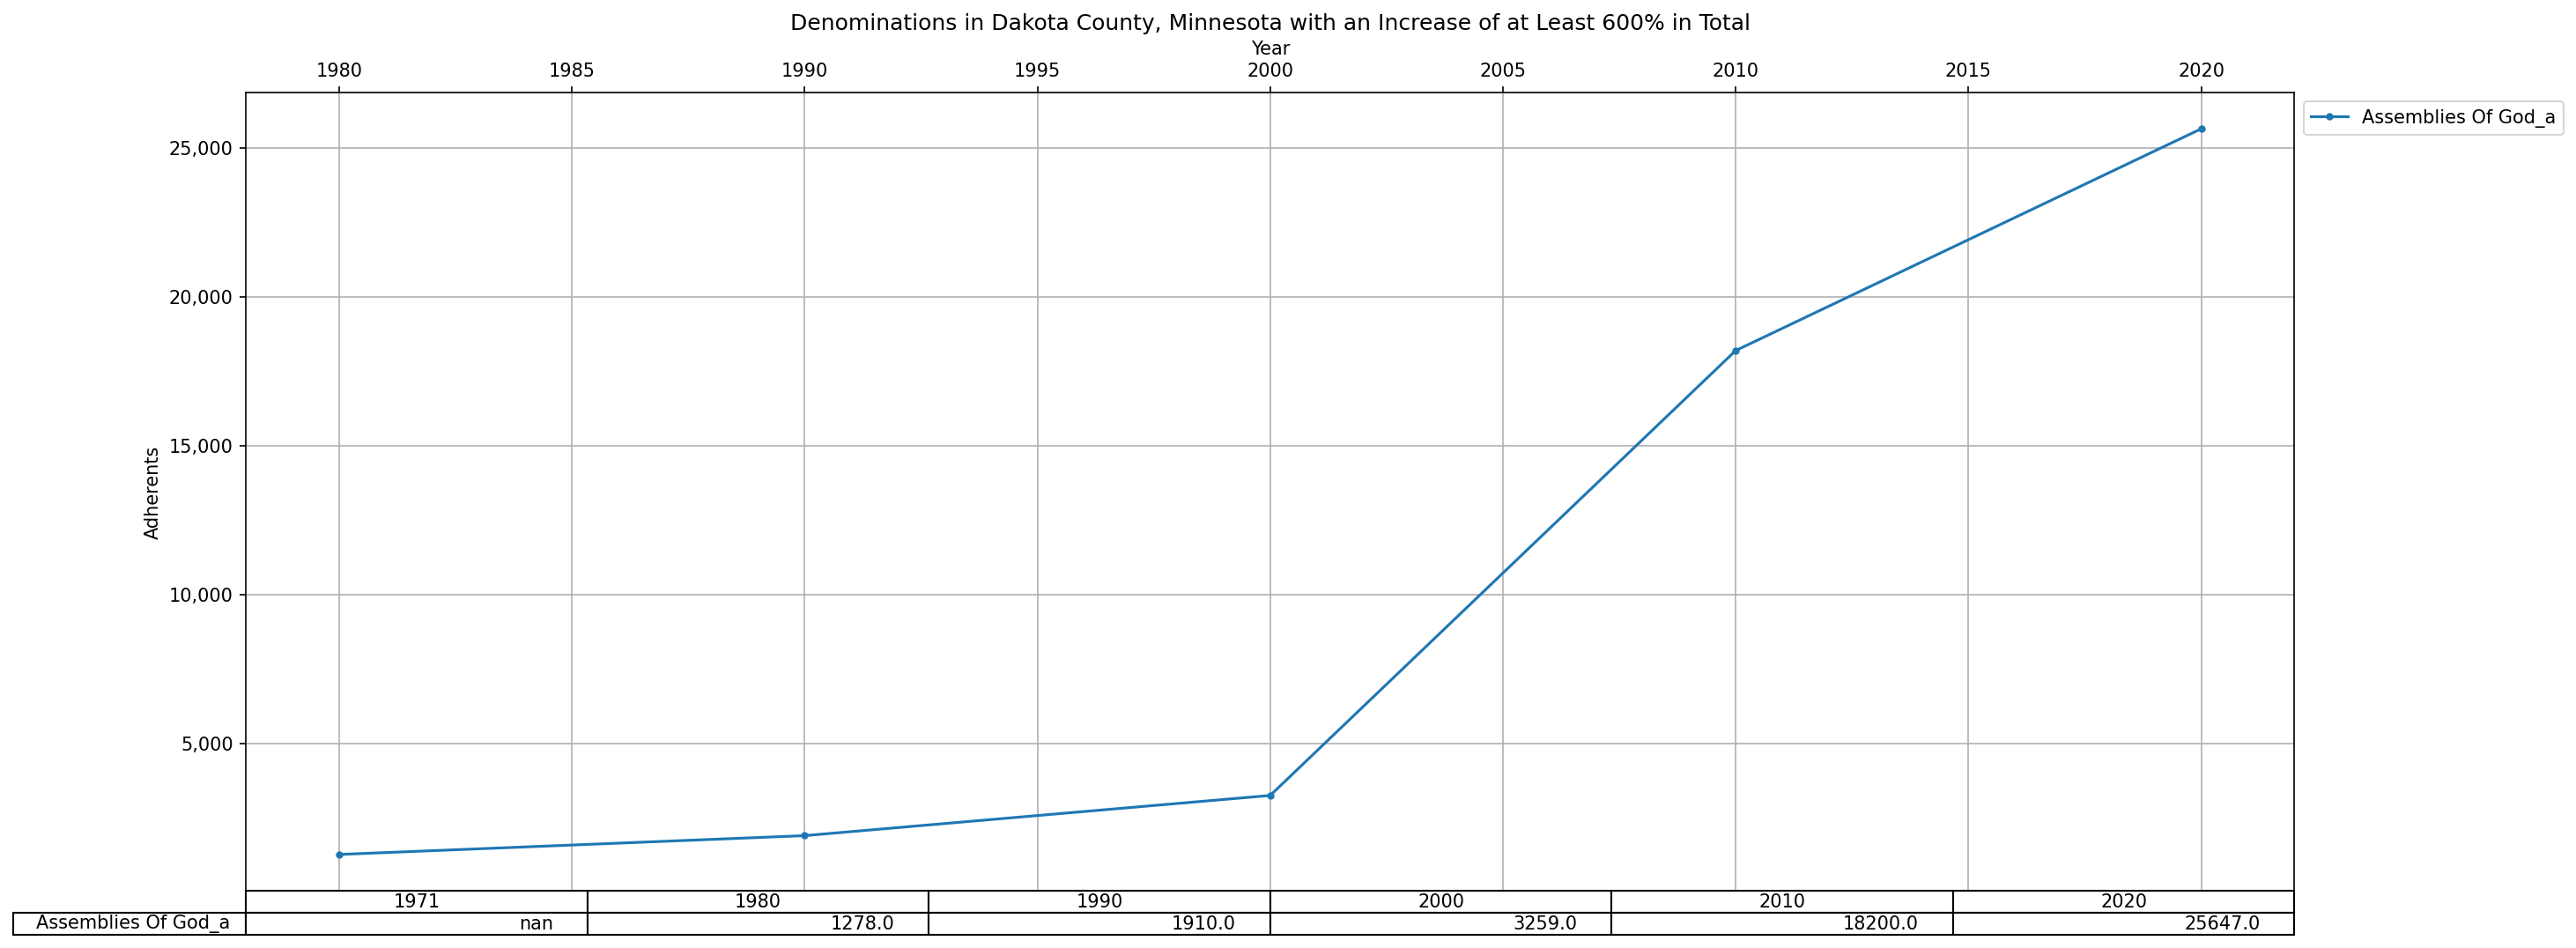 Denominations in Dakota County, Minnesota with an Increase of at Least 600% in Total
Year
1980 1985 1990 1995 2000 2005 2010 2015 2020
Assemblies Of God_a
25,000
20,000
15,000
10,000
5,000
Adherents
1971 1980 1990 2000 2010 2020
Assemblies Of God_a nan 1278.0 1910.0 3259.0 18200.0 25647.0